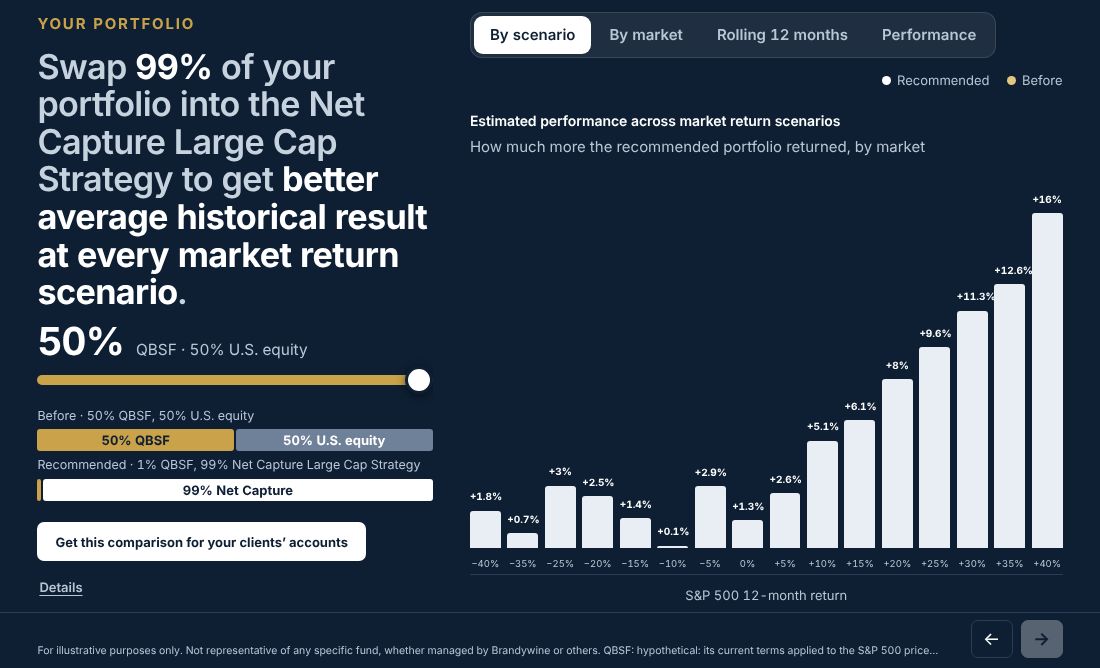 YOUR PORTFOLIO
Swap 99% of your
portfolio into the Net
Capture Large Cap
Strategy to get better
average historical result
at every market return
scenario.
50% QBSF · 50% U.S. equity
Before · 50% QBSF, 50% U.S. equity
50% QBSF
50% U.S. equity
Recommended · 1% QBSF, 99% Net Capture Large Cap Strategy
99% Net Capture
Get this comparison for your clients’ accounts
Details
By scenario
By market
Rolling 12 months
Performance
Recommended
Before
Estimated performance across market return scenarios
How much more the recommended portfolio returned, by market
+1.8% +0.7% +3% +2.5% +1.4% +0.1% +2.9% +1.3% +2.6% +5.1% +6.1% +8% +9.6% +11.3% +12.6% +16%
−40% −35% −25% −20% −15% −10% −5% 0% +5% +10% +15% +20% +25% +30% +35% +40%
S&P 500 12-month return
For illustrative purposes only. Not representative of any specific fund, whether managed by Brandywine or others. QBSF: hypothetical: its current terms applied to the S&P 500 price...
← →